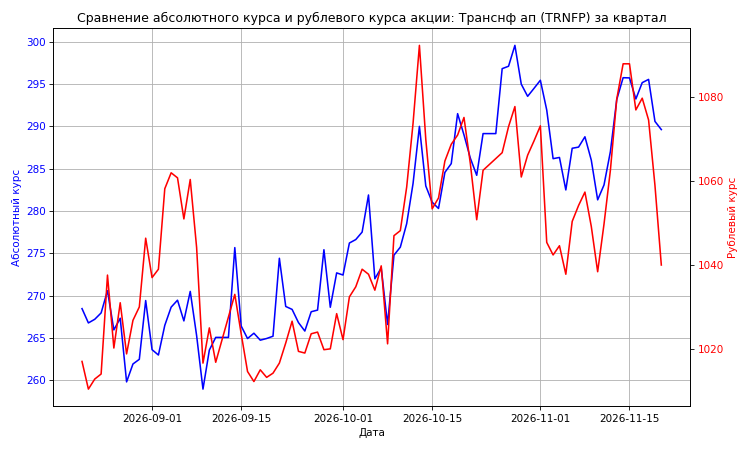 Сравнение абсолютного курса и рублевого курса акции: Транснф ап (TRNFP) за квартал
300
295
290
285
280
275
270
265
260
Абсолютный курс
1080
1060
1040
1020
Рублевый курс
2026-09-01 2026-09-15 2026-10-01 2026-10-15 2026-11-01 2026-11-15
Дата